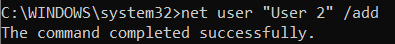 C:\WINDOWS\system32>net user "User 2" /add
The command completed successfully.